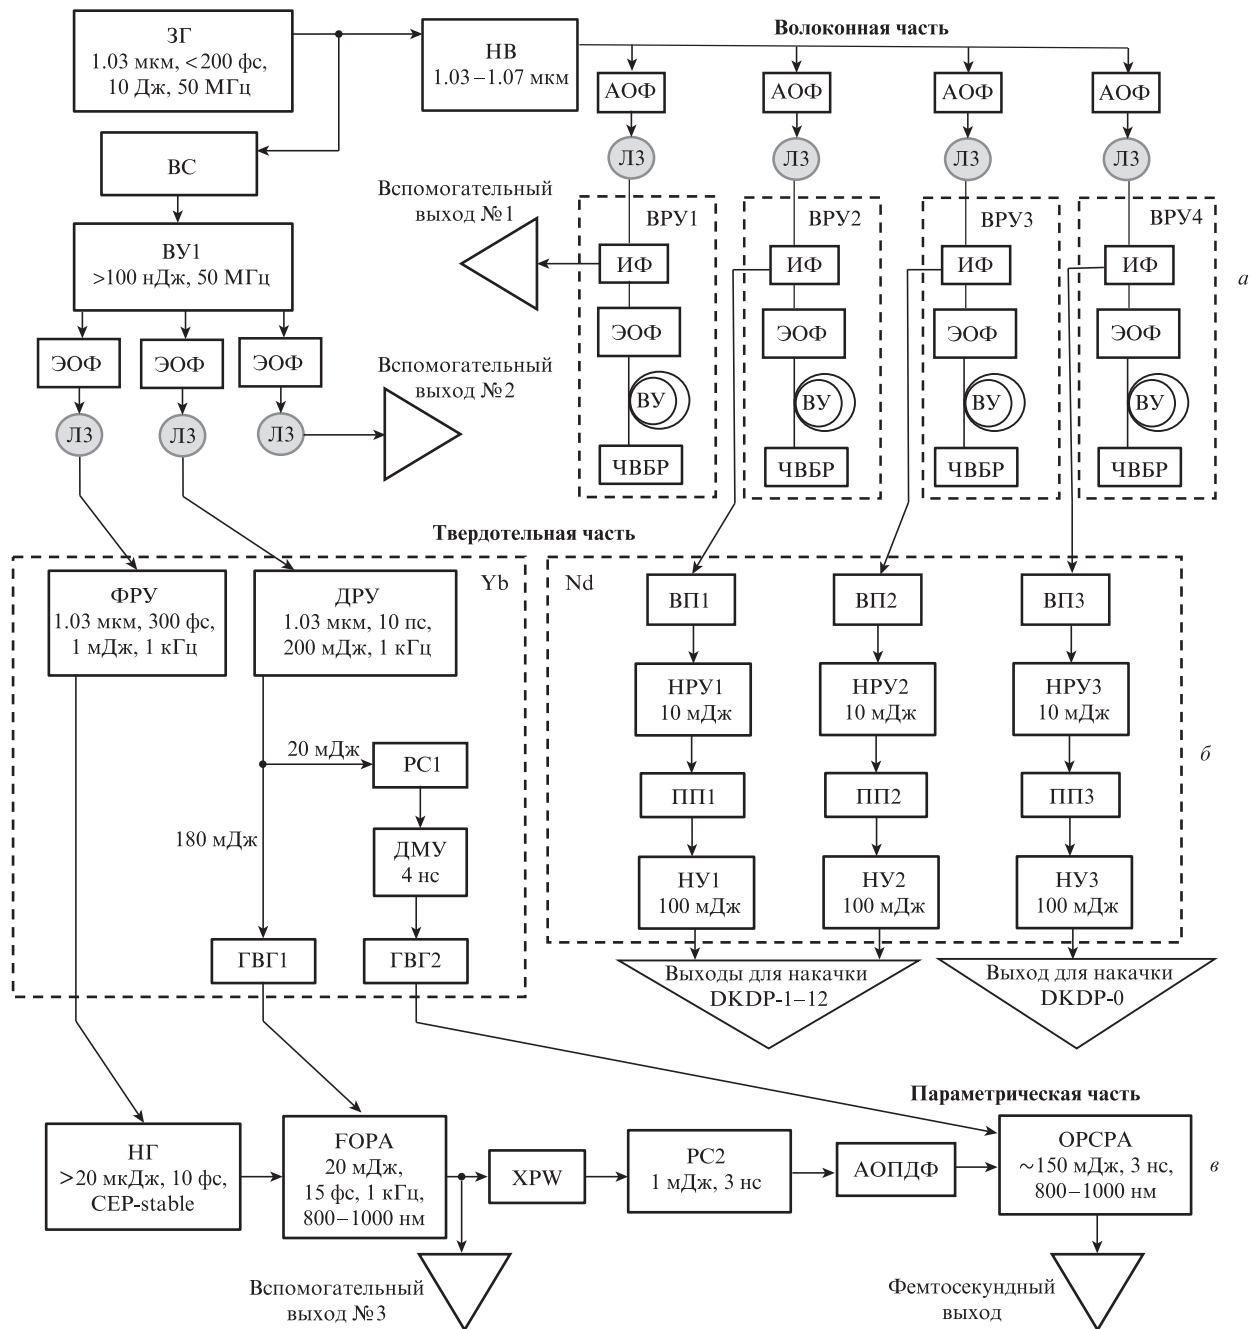 ЗГ
1.03 мкм, <200 фс,
10 Дж, 50 МГц
НВ
1.03–1.07 мкм
Волоконная часть
АОФ
АОФ
АОФ
АОФ
ЛЗ
ЛЗ
ЛЗ
ЛЗ
ВС
ВУ1
>100 нДж, 50 МГц
ЭОФ
ЭОФ
ЭОФ
ЛЗ
ЛЗ
ЛЗ
Вспомогательный
выход №1
Вспомогательный
выход №2
ВРУ1
ИФ
ЭОФ
ВУ
ЧВБР
ВРУ2
ИФ
ЭОФ
ВУ
ЧВБР
ВРУ3
ИФ
ЭОФ
ВУ
ЧВБР
ВРУ4
ИФ
ЭОФ
ВУ
ЧВБР
а
Твердотельная часть
Yb
ФРУ
1.03 мкм, 300 фс,
1 мДж, 1 кГц
ДРУ
1.03 мкм, 10 пс,
200 мДж, 1 кГц
20 мДж
РС1
180 мДж
ДМУ
4 нс
ГВГ1
ГВГ2
Nd
ВП1
ВП2
ВП3
НРУ1
10 мДж
НРУ2
10 мДж
НРУ3
10 мДж
ПП1
ПП2
ПП3
НУ1
100 мДж
НУ2
100 мДж
НУ3
100 мДж
б
Выходы для накачки
DKDP-1–12
Выход для накачки
DKDP-0
Параметрическая часть
НГ
>20 мкДж, 10 фс,
CEP-stable
FOPA
20 мДж,
15 фс, 1 кГц,
800–1000 нм
XPW
РС2
1 мДж, 3 нс
АОПДФ
OPCPA
~150 мДж, 3 нс,
800–1000 нм
в
Вспомогательный
выход №3
Фемтосекундный
выход